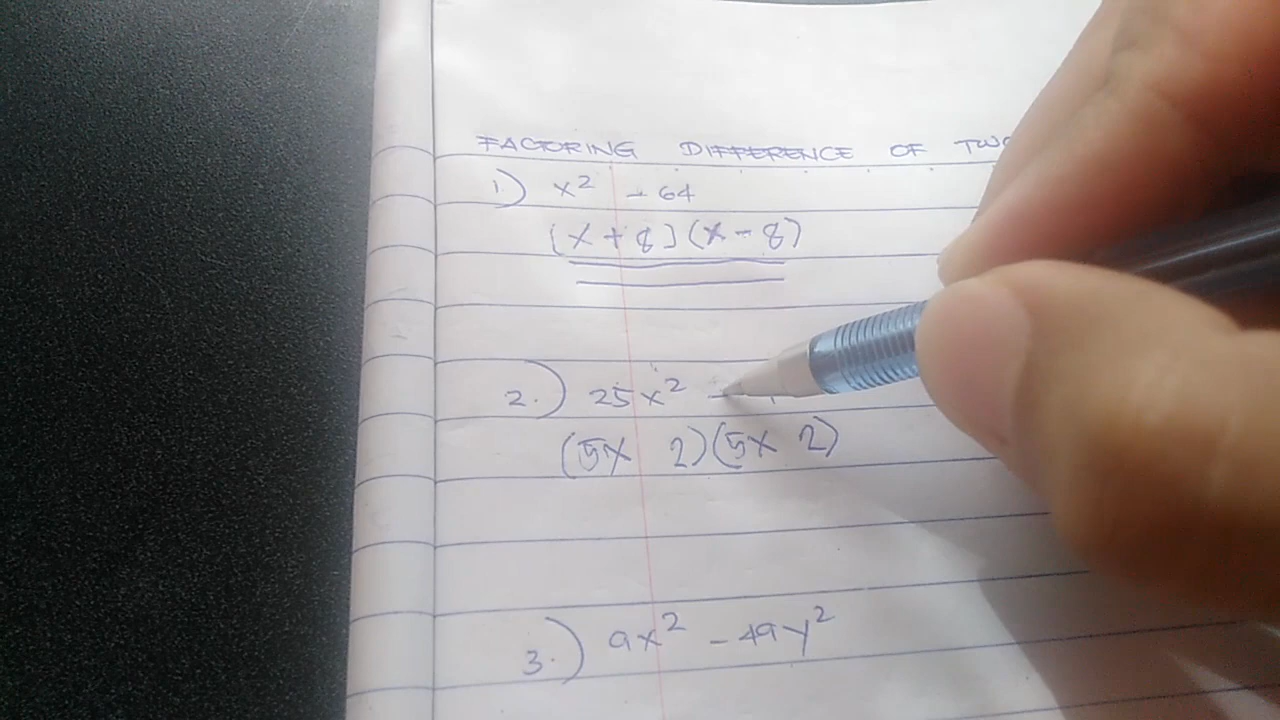 FACTORING DIFFERENCE OF TWO
1.) x² - 64
(x + 8)(x - 8)
2.) 25x² -
(5x 2)(5x 2)
3.) 9x² - 49y²